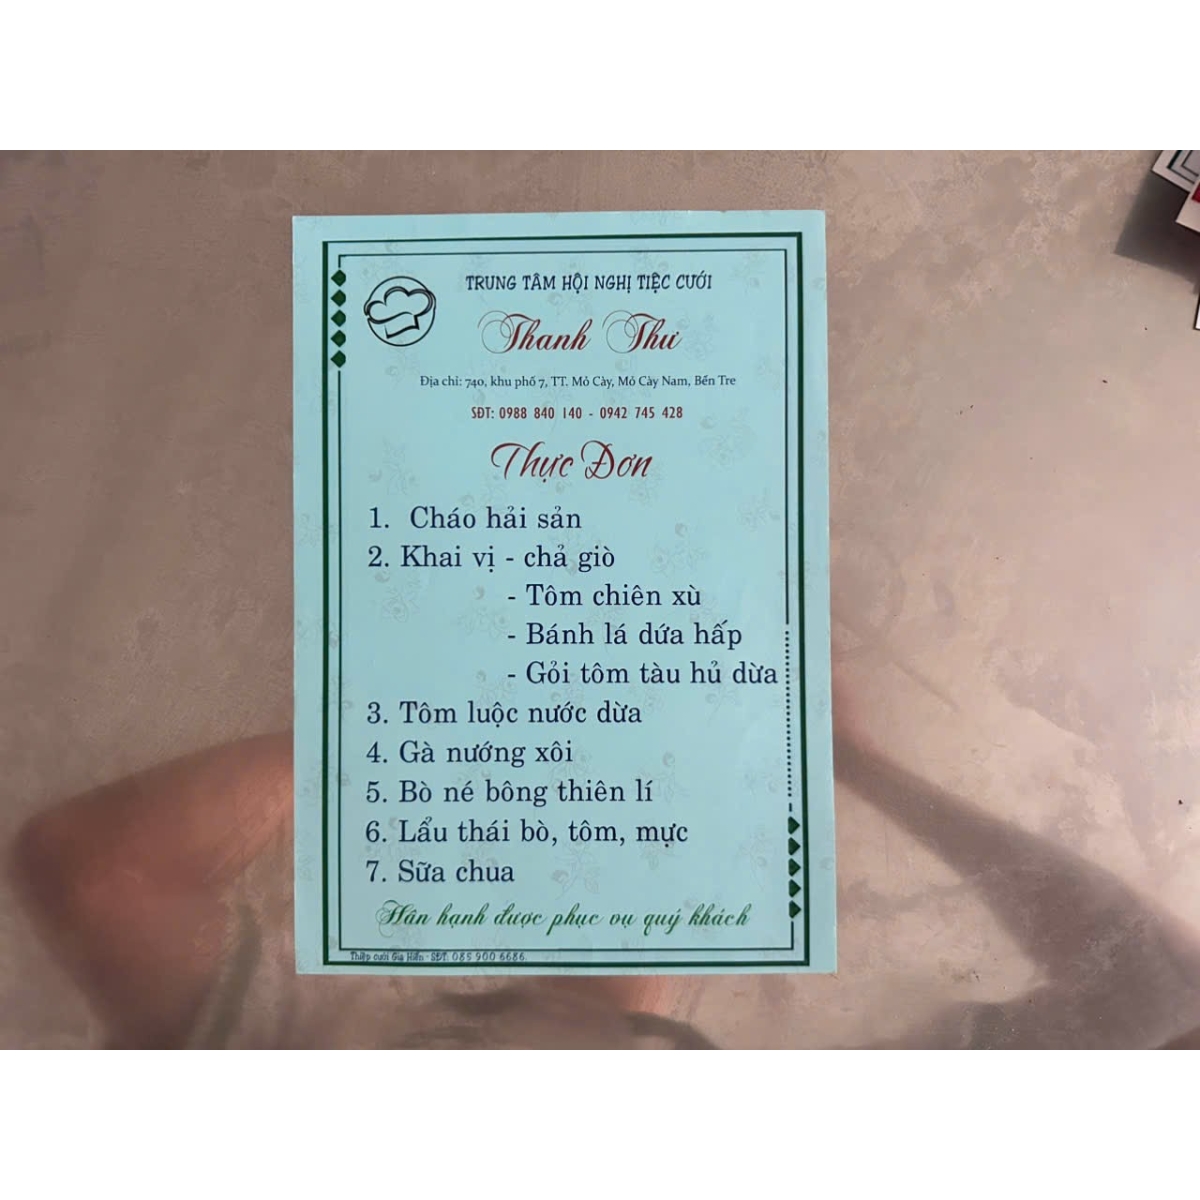 TRUNG TÂM HỘI NGHỊ TIỆC CƯỚI
Thanh Thư
Địa chỉ: 740, khu phố 7, TT. Mỏ Cày, Mỏ Cày Nam, Bến Tre
SĐT: 0988 840 140 - 0942 745 428
Thực Đơn
1. Cháo hải sản
2. Khai vị - chả giò
- Tôm chiên xù
- Bánh lá dứa hấp
- Gỏi tôm tàu hủ dừa
3. Tôm luộc nước dừa
4. Gà nướng xôi
5. Bò né bông thiên lí
6. Lẩu thái bò, tôm, mực
7. Sữa chua
Hân hạnh được phục vụ quý khách
Thiệp cưới Gia Hiển - SĐT: 085 900 6686.